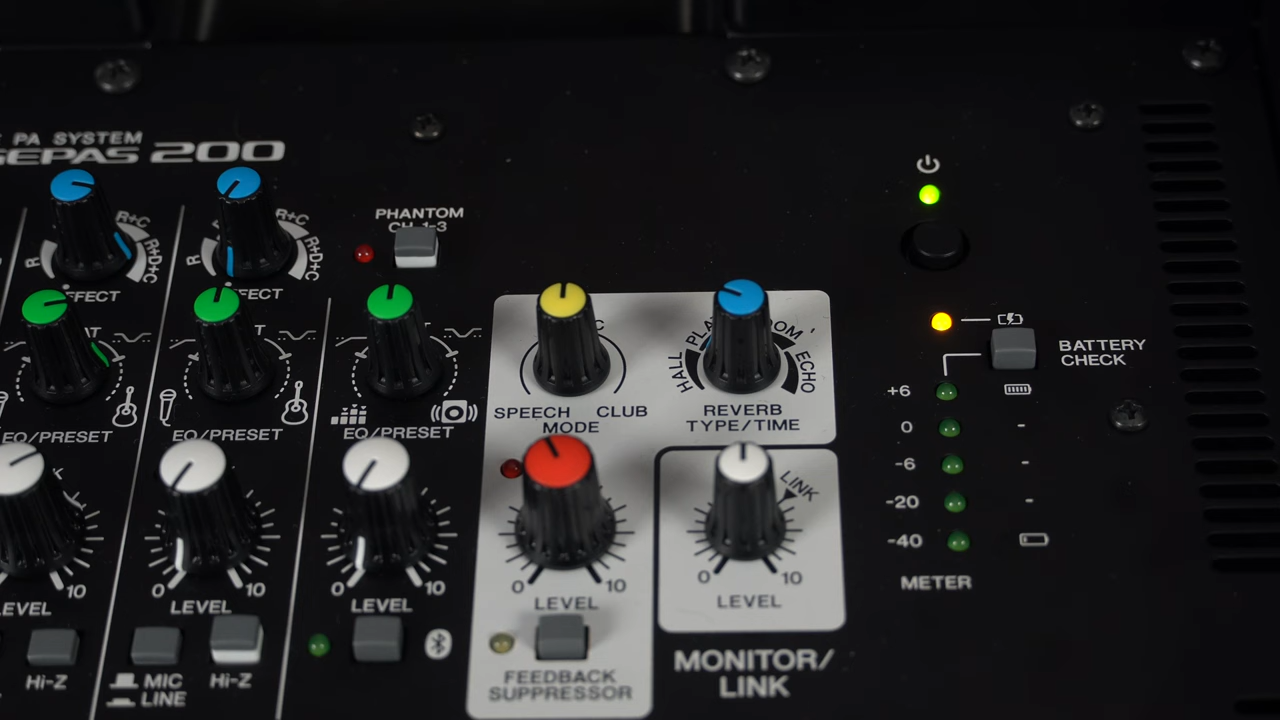 PA SYSTEM
GEPAS 200
R+C
R+D+C
R
EFFECT
R+C
R+D+C
R
EFFECT
PHANTOM
CH 1-3
EQ/PRESET
EQ/PRESET
EQ/PRESET
SPEECH CLUB
MODE
HALL
ECHO
REVERB
TYPE/TIME
BATTERY
CHECK
+6
0
-6
-20
-40
METER
10
LEVEL
0 10
LEVEL
0 10
LEVEL
0 10
LEVEL
LINK
0 10
LEVEL
Hi-Z
MIC
LINE
Hi-Z
FEEDBACK
SUPPRESSOR
MONITOR/
LINK